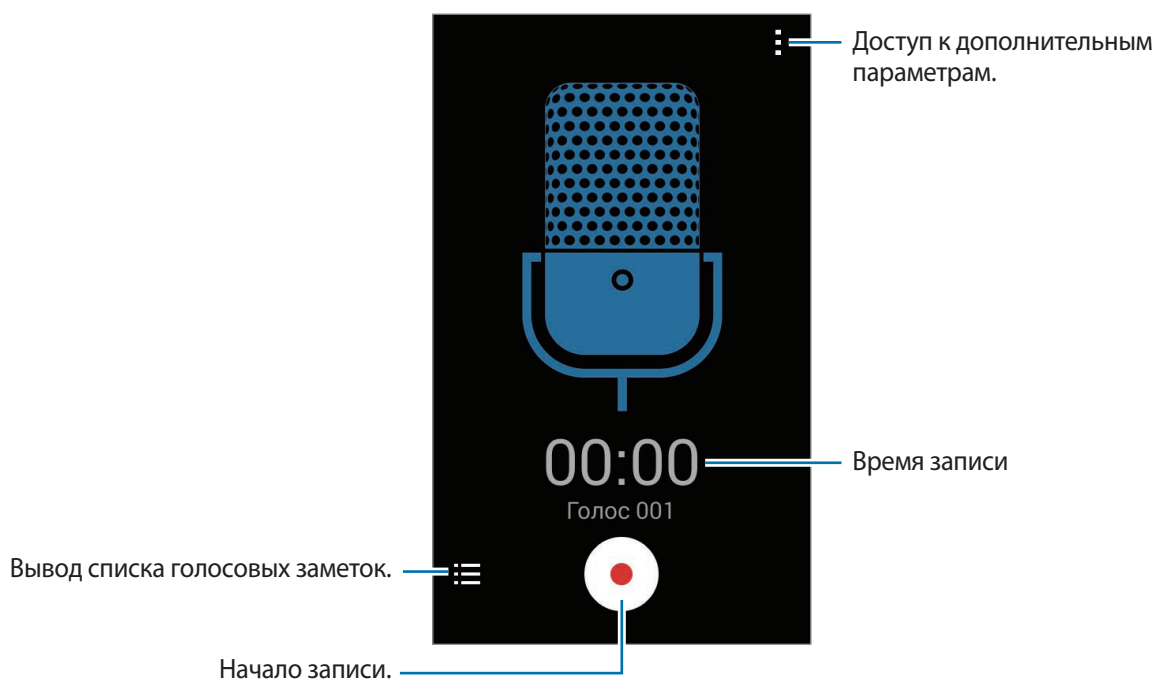 Доступ к дополнительным
параметрам.
00:00
Время записи
Голос 001
Вывод списка голосовых заметок.
Начало записи.